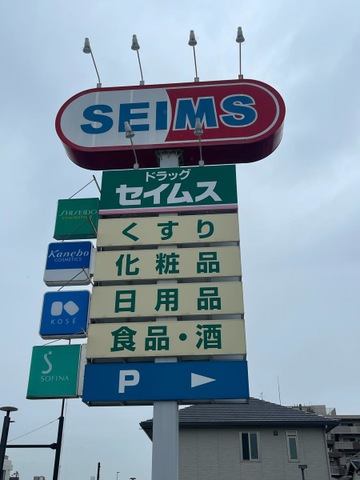 SEIMS
ドラッグ
セイムス
くすり
化粧品
日用品
食品・酒
P
SHISEIDO
Kanebo
COSMETICS
KOSÉ
S
SOFINA